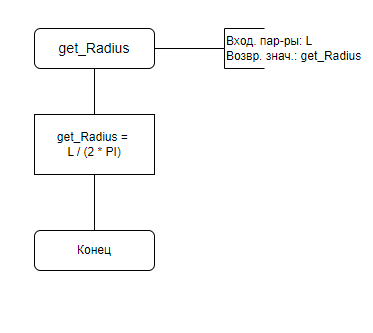 get_Radius
Вход. пар-ры: L
Возвр. знач.: get_Radius
get_Radius =
L / (2 * PI)
Конец